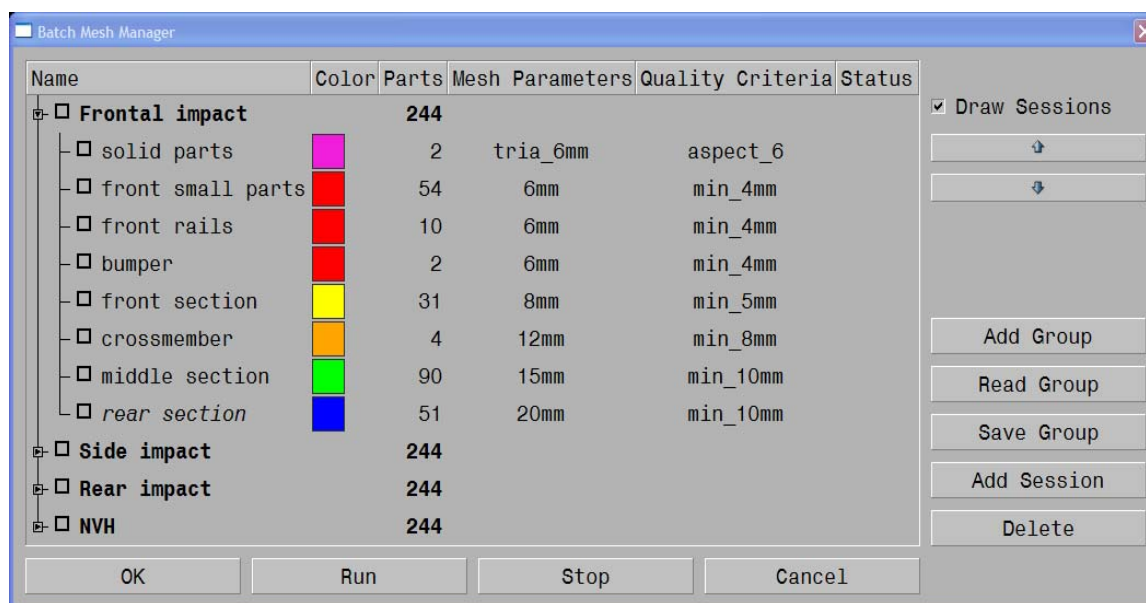 Batch Mesh Manager
Name Color Parts Mesh Parameters Quality Criteria Status
Frontal impact 244
Draw Sessions
solid parts 2 tria_6mm aspect_6
front small parts 54 6mm min_4mm
front rails 10 6mm min_4mm
bumper 2 6mm min_4mm
front section 31 8mm min_5mm
crossmember 4 12mm min_8mm
Add Group
middle section 90 15mm min_10mm
Read Group
rear section 51 20mm min_10mm
Save Group
Side impact 244
Rear impact 244
Add Session
NVH 244
Delete
OK Run Stop Cancel